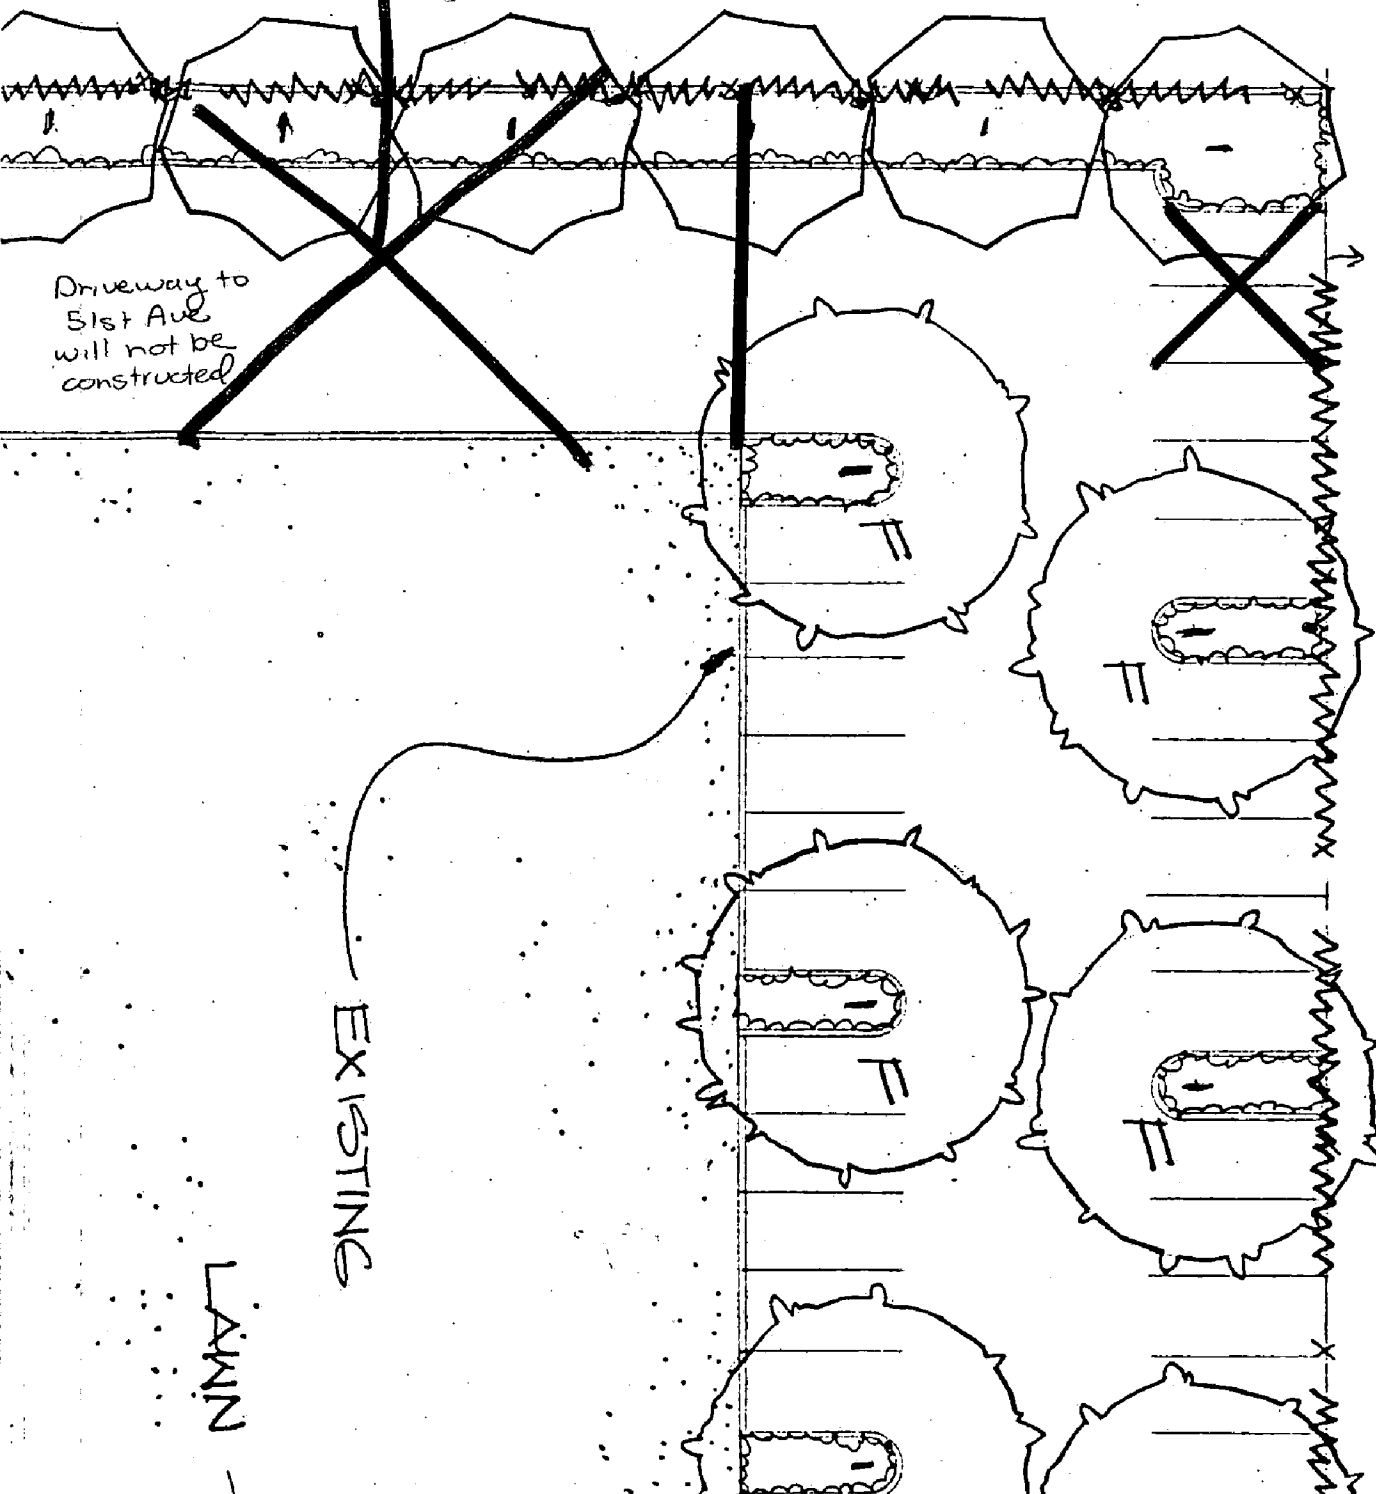 Driveway to
51st Ave
will not be
constructed
EXISTING
LAWN